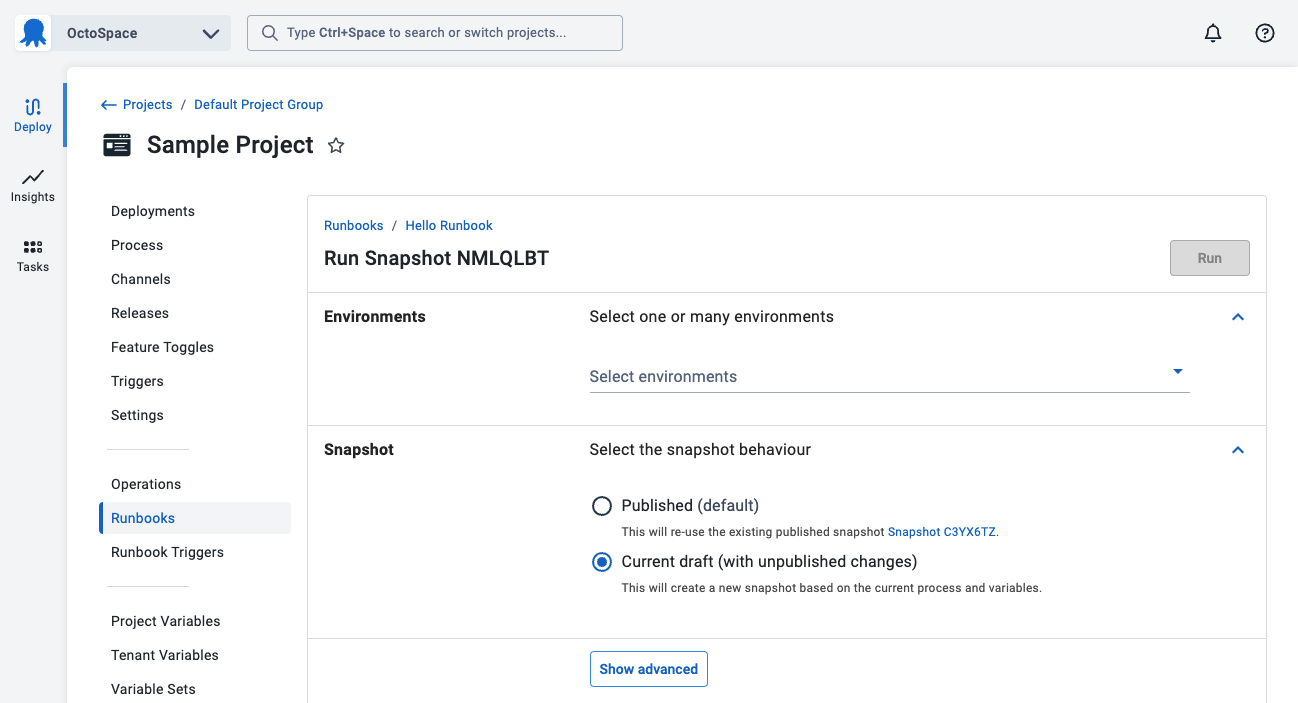 OctoSpace
Type Ctrl+Space to search or switch projects...
Deploy
Insights
Tasks
Projects / Default Project Group
Sample Project
Deployments
Process
Channels
Releases
Feature Toggles
Triggers
Settings
Operations
Runbooks
Runbook Triggers
Project Variables
Tenant Variables
Variable Sets
Runbooks / Hello Runbook
Run Snapshot NMLQLBT
Run
Environments
Select one or many environments
Select environments
Snapshot
Select the snapshot behaviour
Published (default)
This will re-use the existing published snapshot Snapshot C3YX6TZ.
Current draft (with unpublished changes)
This will create a new snapshot based on the current process and variables.
Show advanced